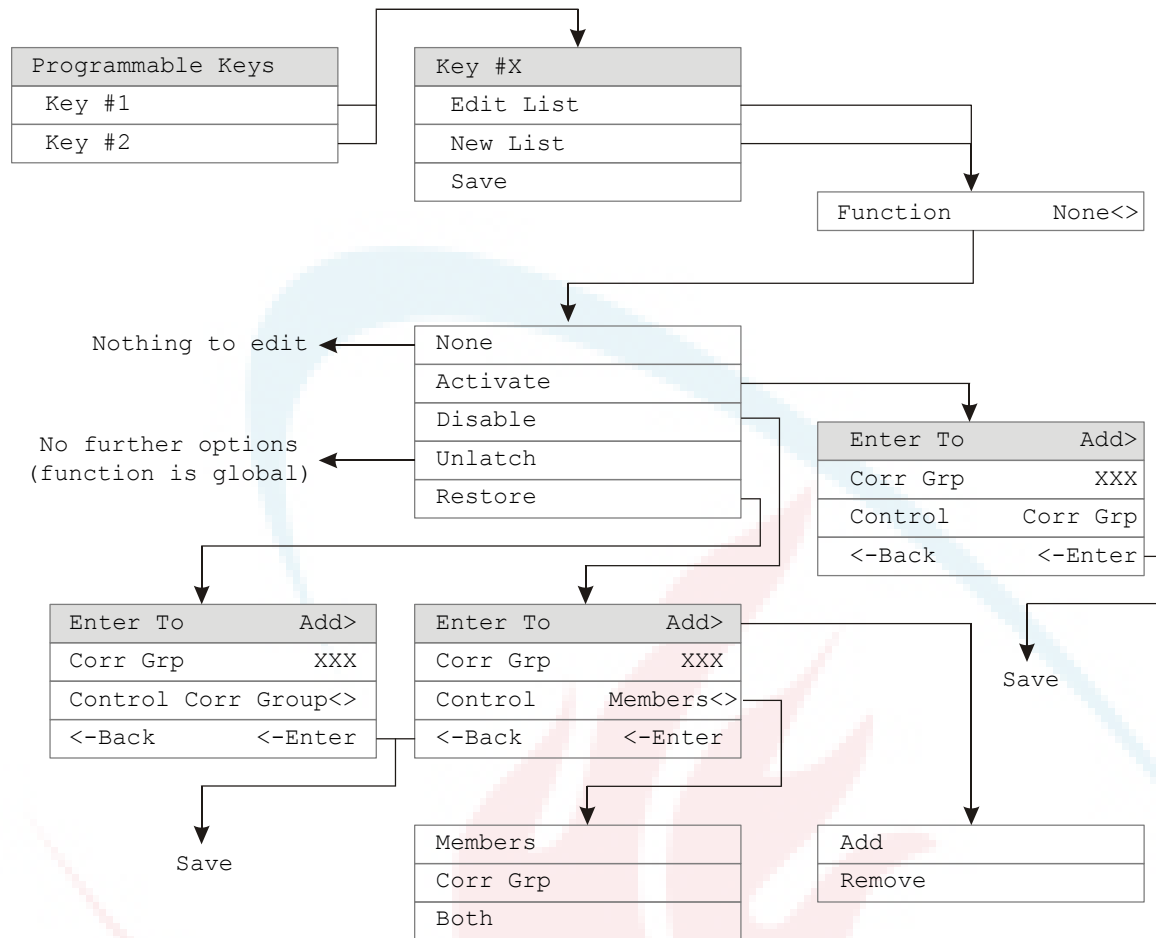 Programmable Keys
Key #1
Key #2
Key #X
Edit List
New List
Save
Function None<>
None
Activate
Disable
Unlatch
Restore
Nothing to edit
No further options
(function is global)
Enter To Add>
Corr Grp XXX
Control Corr Grp
<-Back <-Enter
Save
Enter To Add>
Corr Grp XXX
Control Corr Group<>
<-Back <-Enter
Save
Enter To Add>
Corr Grp XXX
Control Members<>
<-Back <-Enter
Members
Corr Grp
Both
Add
Remove